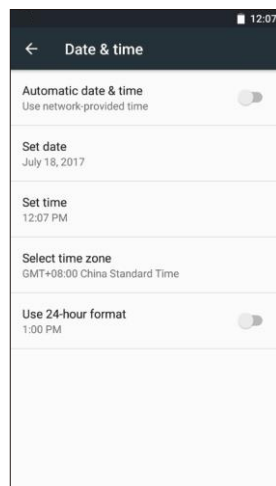 12:07
Date & time
Automatic date & time
Use network-provided time
Set date
July 18, 2017
Set time
12:07 PM
Select time zone
GMT+08:00 China Standard Time
Use 24-hour format
1:00 PM